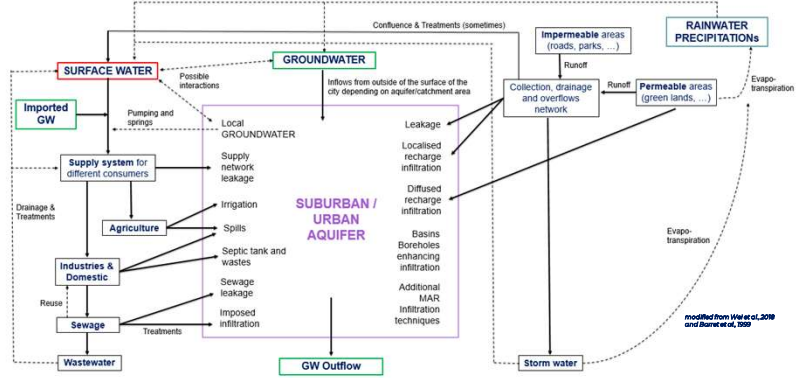 Confluence & Treatments (sometimes)
Impermeable areas
(roads, parks, ...)
RAINWATER
PRECIPITATIONs
GROUNDWATER
SURFACE WATER
Possible
interactions
Inflows from outside of the surface of the
city depending on aquifer/catchment area
Runoff
Collection, drainage
and overflows
network
Runoff
Permeable areas
(green lands, ...)
Evapo-
transpiration
Imported
GW
Pumping and
springs
Local
GROUNDWATER
Leakage
Localised
recharge
infiltration
Supply system for
different consumers
Supply
network
leakage
Diffused
recharge
infiltration
SUBURBAN /
URBAN
AQUIFER
Drainage &
Treatments
Agriculture
Irrigation
Spills
Septic tank and
wastes
Basins
Boreholes
enhancing
infiltration
Evapo-
transpiration
Industries &
Domestic
Sewage
leakage
Additional
MAR
Infiltration
techniques
Reuse
Sewage
Treatments
Imposed
infiltration
modified from Wei et al., 2018
and Barret et al., 1999
Wastewater
GW Outflow
Storm water